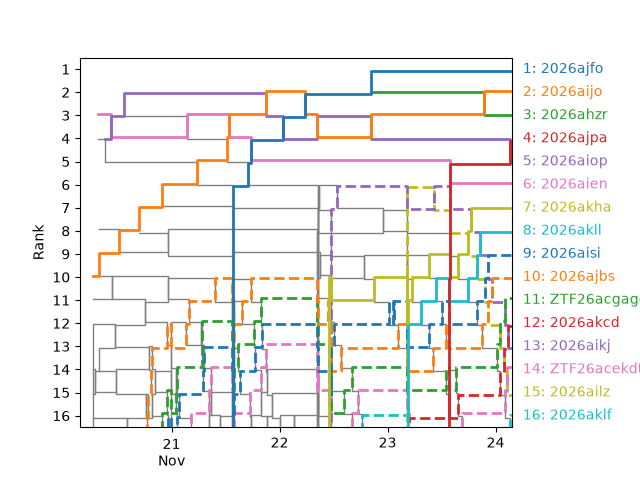 1
2
3
4
5
6
7
8
9
10
11
12
13
14
15
16
Rank
21
22
23
24
Nov
1: 2026ajfo
2: 2026aijo
3: 2026ahzr
4: 2026ajpa
5: 2026aiop
6: 2026aien
7: 2026akha
8: 2026akll
9: 2026aisi
10: 2026ajbs
11: ZTF26acgag
12: 2026akcd
13: 2026aikj
14: ZTF26acekdt
15: 2026ailz
16: 2026aklf